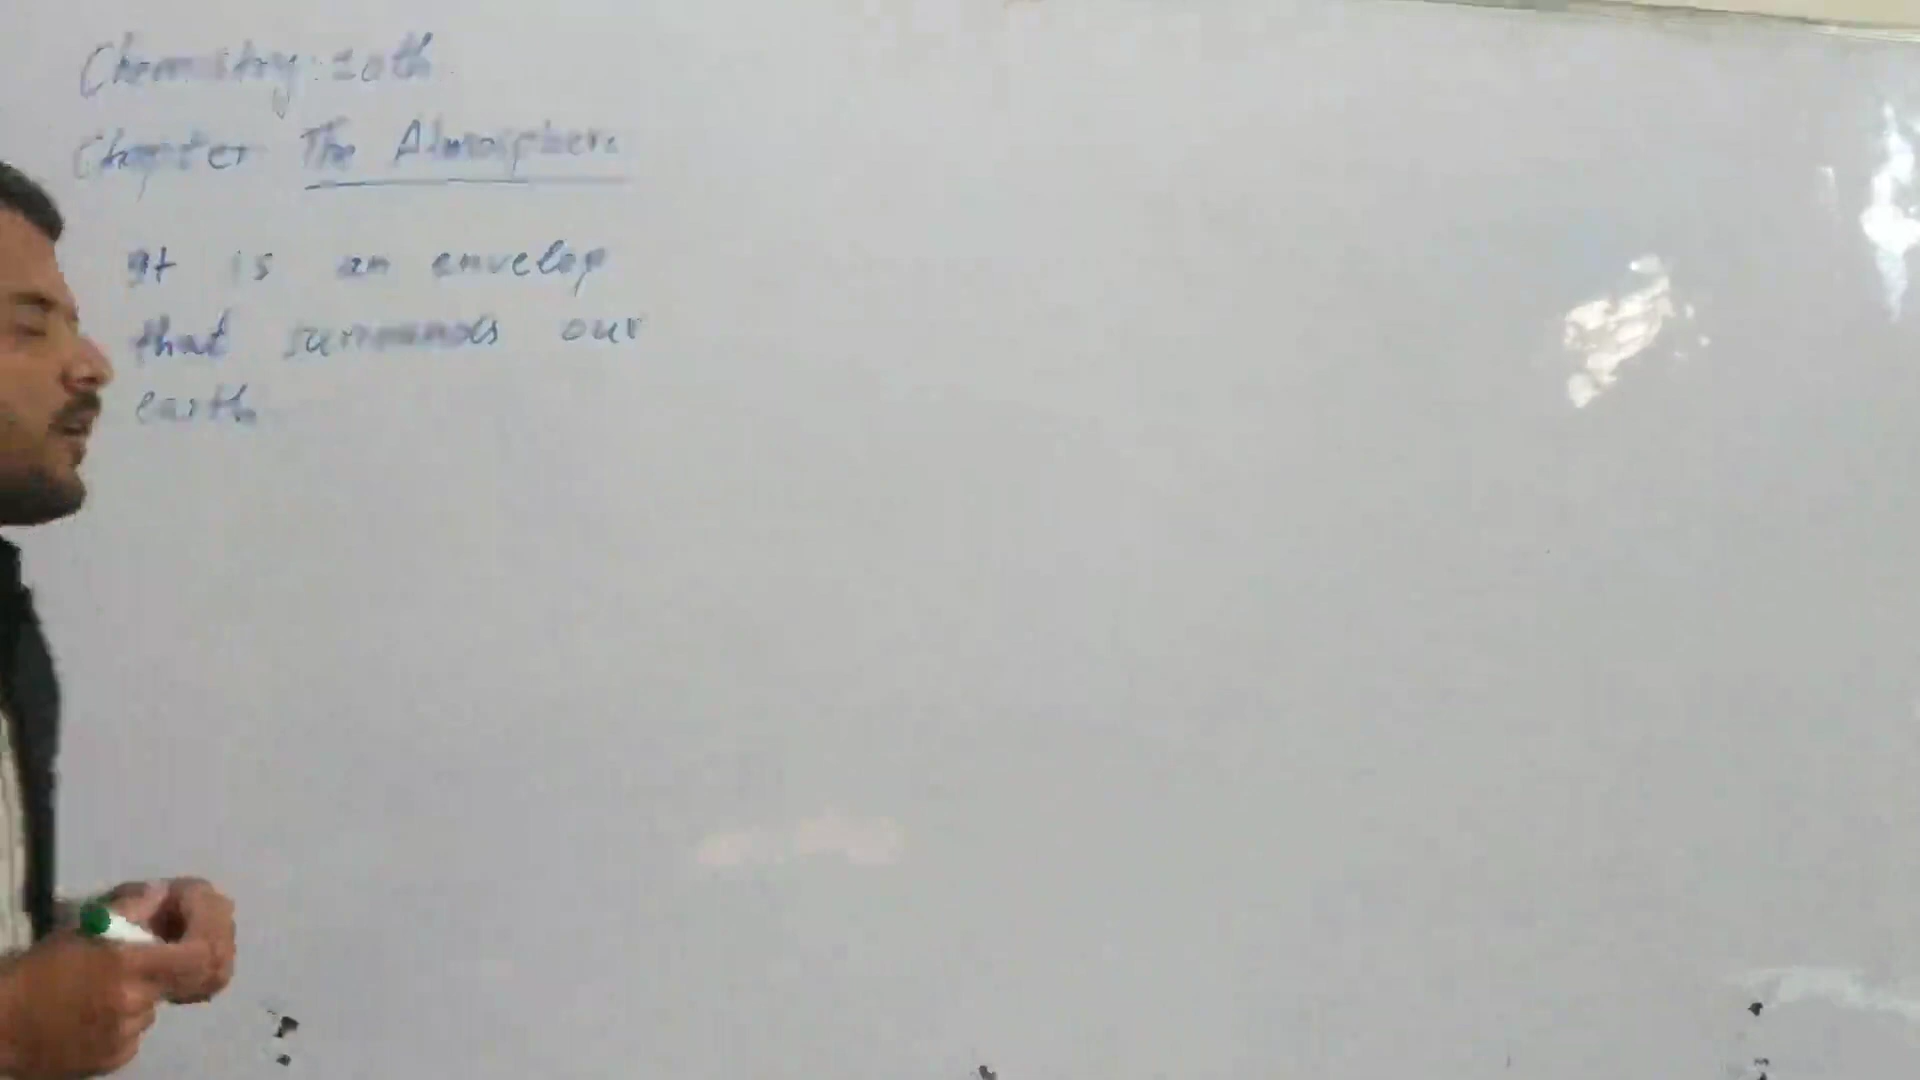 Chemistry: 10th
Chapter The Atmosphere
It is an envelop
that surrounds our
earth